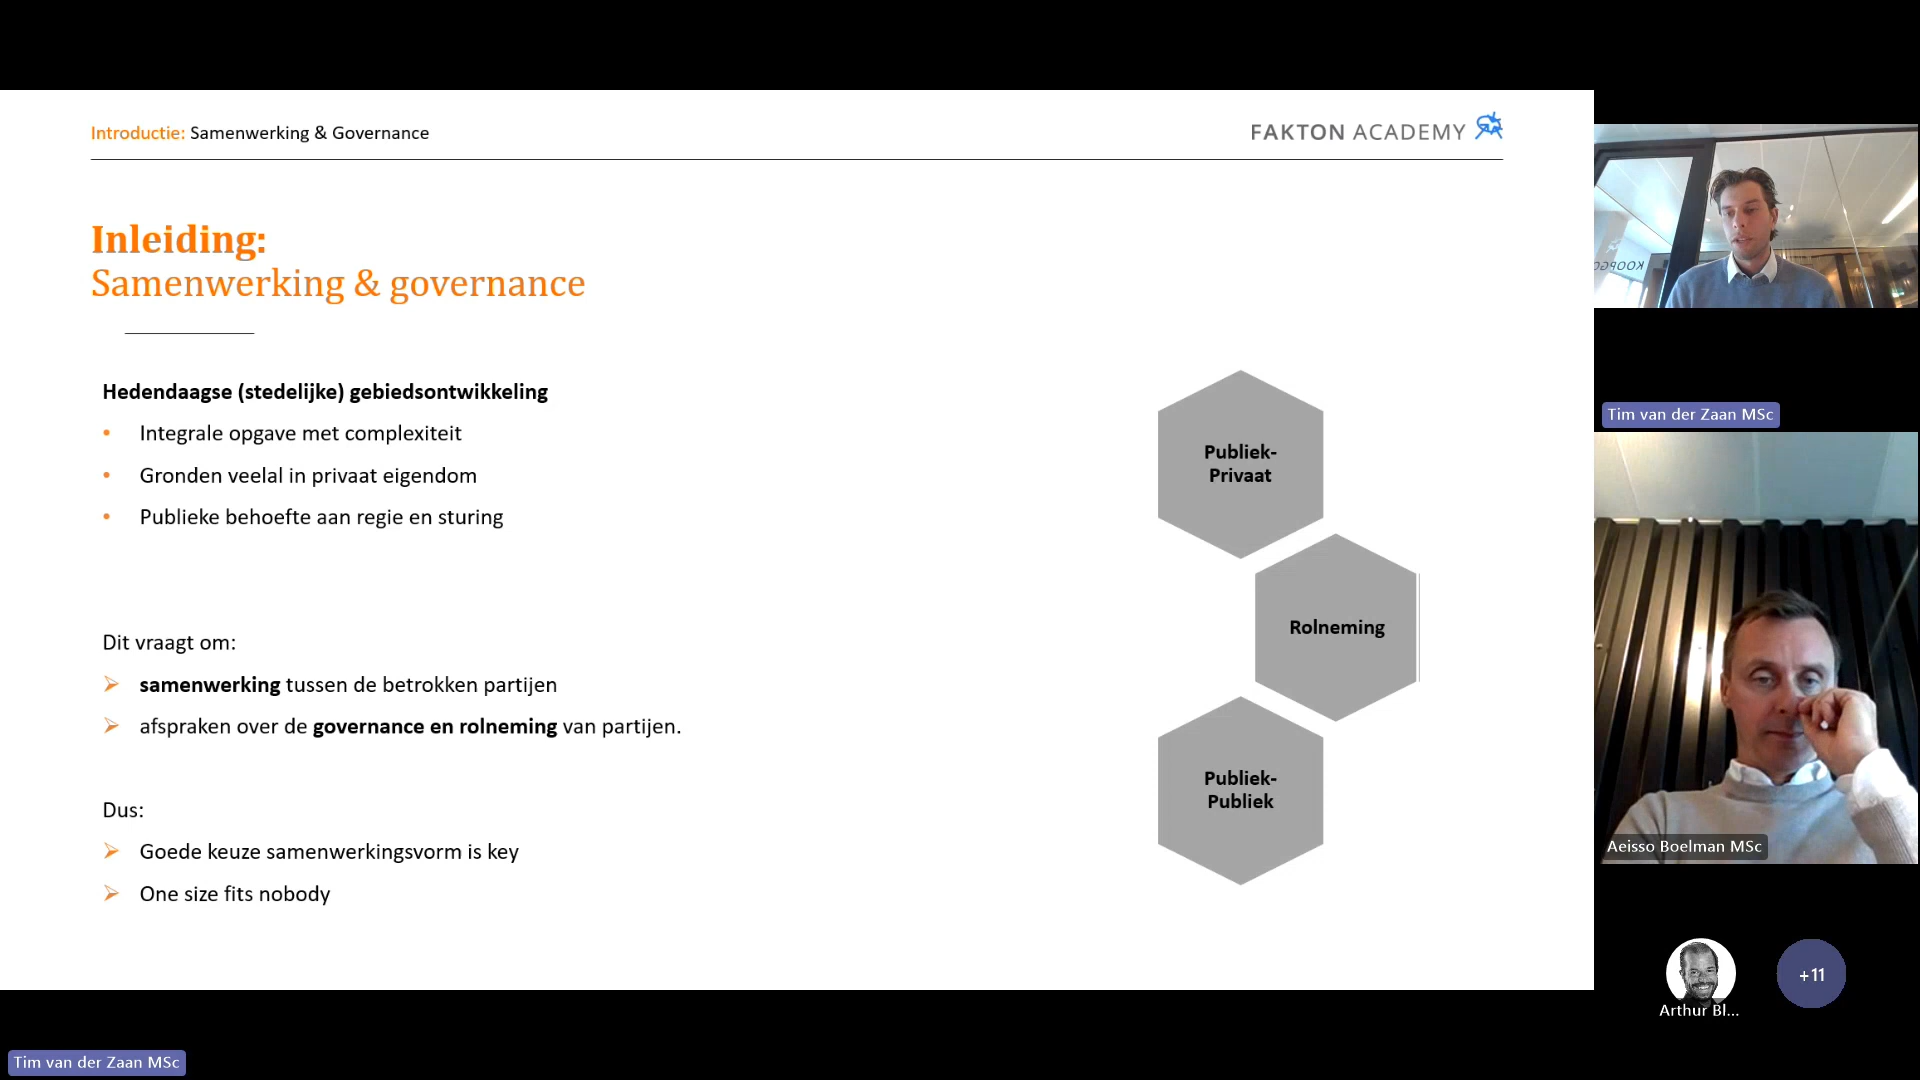 Introductie: Samenwerking & Governance
FAKTON ACADEMY
Inleiding:
Samenwerking & governance
Hedendaagse (stedelijke) gebiedsontwikkeling
• Integrale opgave met complexiteit
• Gronden veelal in privaat eigendom
• Publieke behoefte aan regie en sturing
Dit vraagt om:
➢ samenwerking tussen de betrokken partijen
➢ afspraken over de governance en rolneming van partijen.
Dus:
➢ Goede keuze samenwerkingsvorm is key
➢ One size fits nobody
Publiek-
Privaat
Rolneming
Publiek-
Publiek
Tim van der Zaan MSc
Aeisso Boelman MSc
Arthur Bl...
+11
Tim van der Zaan MSc